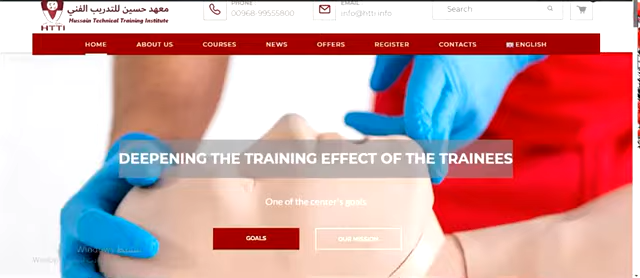 معهد حسين للتدريب الفني
Hussain Technical Training Institute
HTTI
PHONE
00968-99555800
EMAIL
info@htti.info
Search
HOME
ABOUT US
COURSES
NEWS
OFFERS
REGISTER
CONTACTS
ENGLISH
DEEPENING THE TRAINING EFFECT OF THE TRAINEES
One of the center's goals
GOALS
OUR MISSION